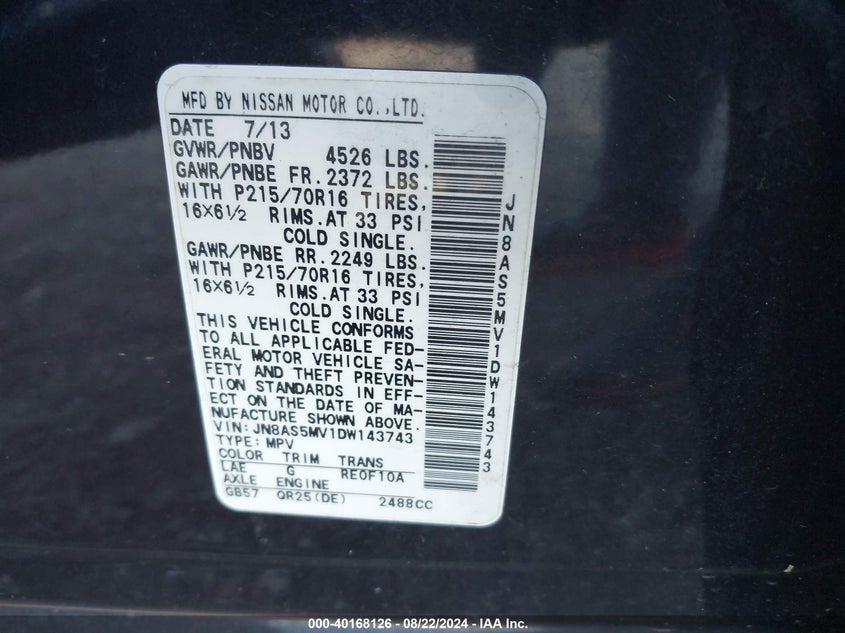 MFD BY NISSAN MOTOR CO.,LTD.
DATE 7/13
GVWR/PNBV 4526 LBS.
GAWR/PNBE FR.2372 LBS.
WITH P215/70R16 TIRES,
16X6½ RIMS.AT 33 PSI
COLD SINGLE.
GAWR/PNBE RR.2249 LBS.
WITH P215/70R16 TIRES,
16X6½ RIMS.AT 33 PSI
COLD SINGLE.
THIS VEHICLE CONFORMS
TO ALL APPLICABLE FED-
ERAL MOTOR VEHICLE SA-
FETY AND THEFT PREVEN-
TION STANDARDS IN EFF-
ECT ON THE DATE OF MA-
NUFACTURE SHOWN ABOVE.
VIN: JN8AS5MV1DW143743
TYPE: MPV
COLOR TRIM TRANS
LAE G RE0F10A
AXLE ENGINE
GB57 QR25(DE) 2488CC
JN8AS5MV1DW143743
000-40168126 - 08/22/2024 - IAA Inc.